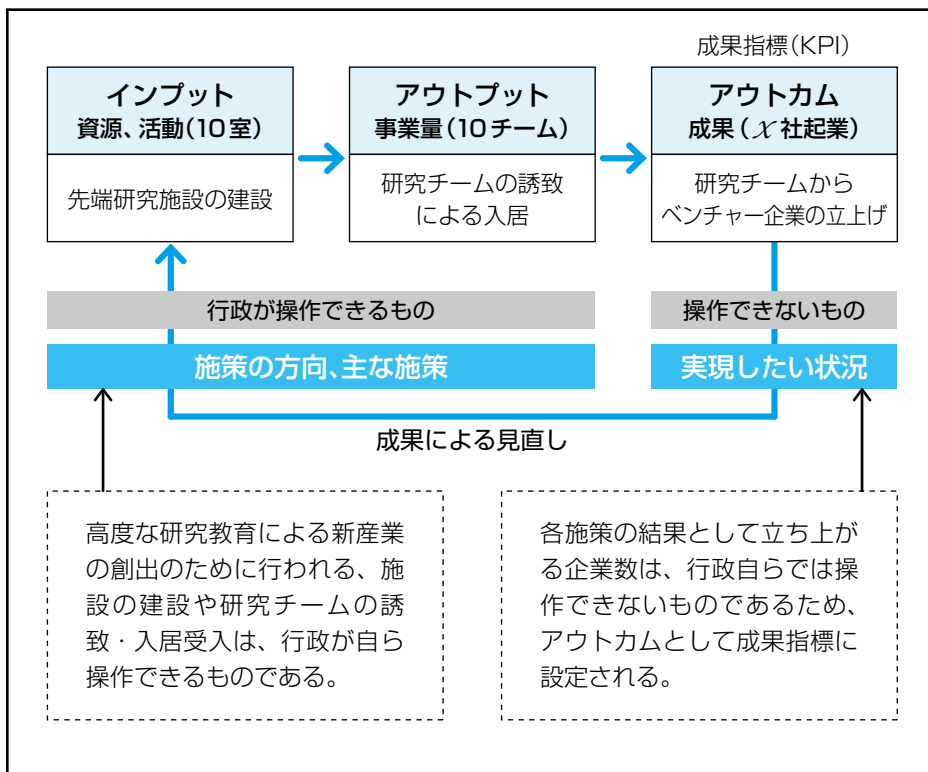 成果指標(KPI)
インプット
資源、活動(10室)
先端研究施設の建設
アウトプット
事業量(10チーム)
研究チームの誘致
による入居
アウトカム
成果(x社起業)
研究チームから
ベンチャー企業の立上げ
行政が操作できるもの
操作できないもの
施策の方向、主な施策
実現したい状況
成果による見直し
高度な研究教育による新産業
の創出のために行われる、施
設の建設や研究チームの誘
致・入居受入は、行政が自ら
操作できるものである。
各施策の結果として立ち上が
る企業数は、行政自らでは操
作できないものであるため、
アウトカムとして成果指標に
設定される。